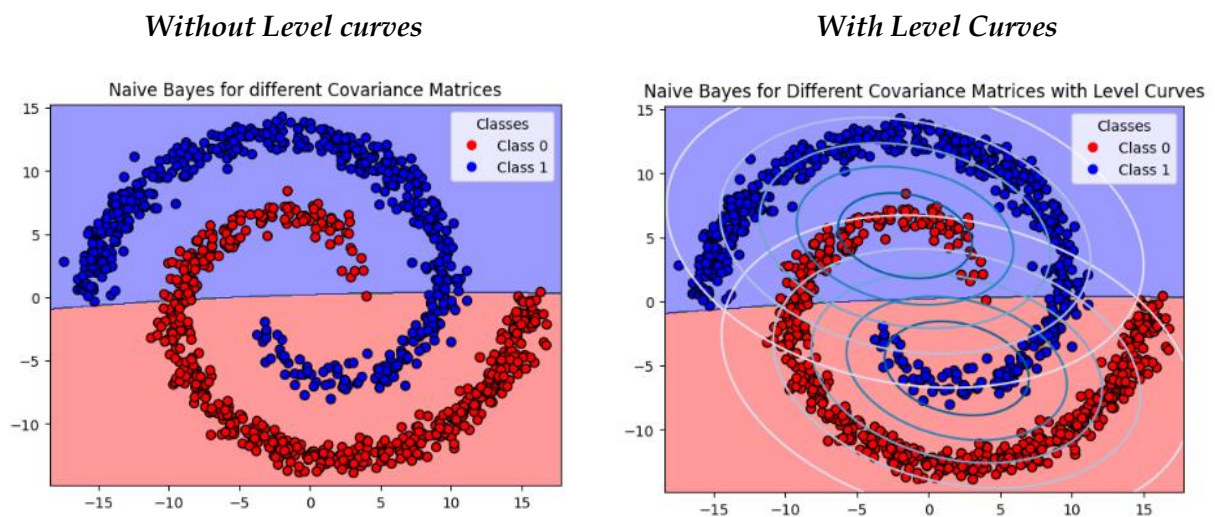 Without Level curves
With Level Curves
Naive Bayes for different Covariance Matrices
15
10
5
0
−5
−10
−15
−10
−5
0
5
10
15
Classes
Class 0
Class 1
Naive Bayes for Different Covariance Matrices with Level Curves
15
10
5
0
−5
−10
−15
−10
−5
0
5
10
15
Classes
Class 0
Class 1